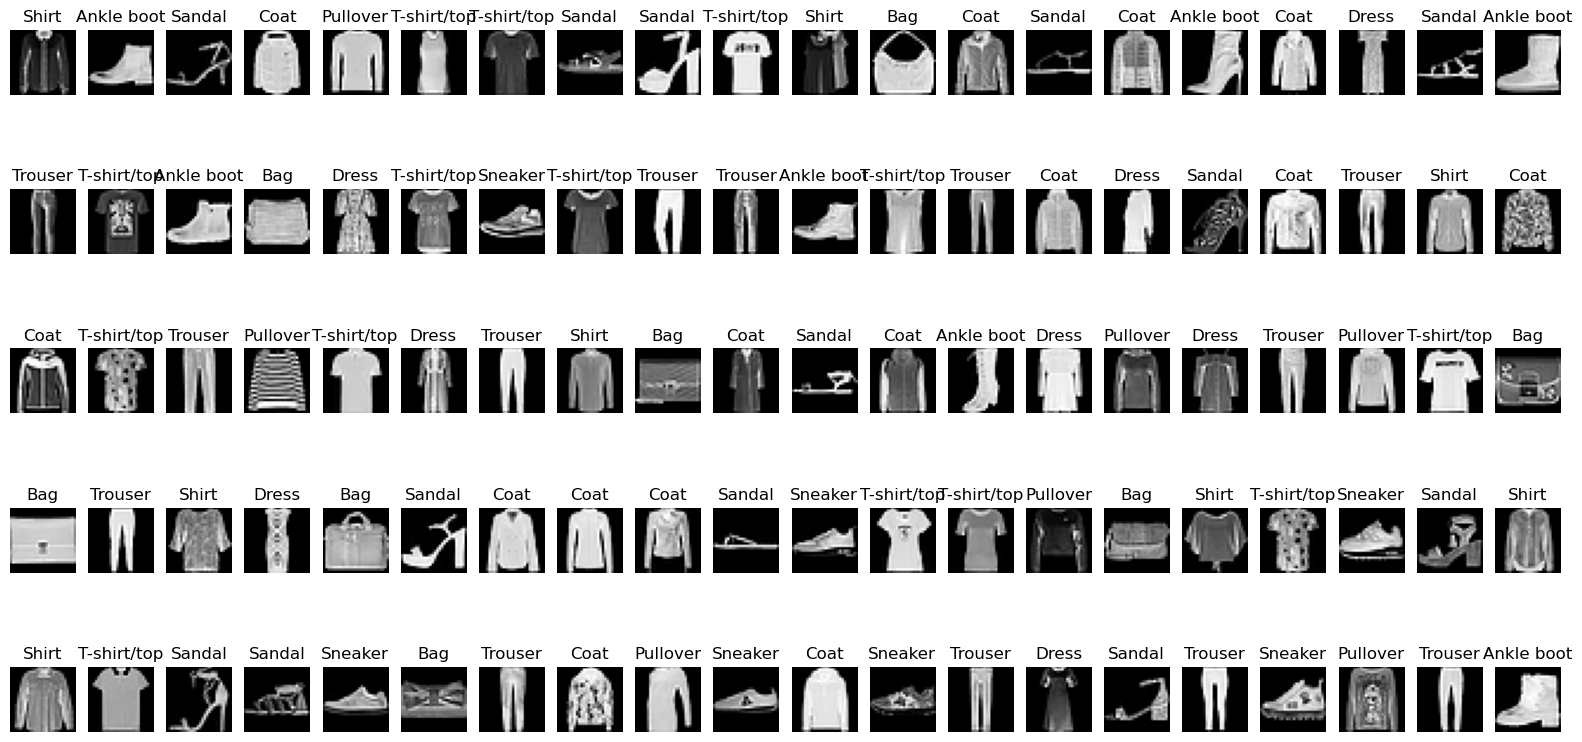 Shirt Ankle boot Sandal Coat Pullover T-shirt/top T-shirt/top Sandal Sandal T-shirt/top Shirt Bag Coat Sandal Coat Ankle boot Coat Dress Sandal Ankle boot
Trouser T-shirt/top Ankle boot Bag Dress T-shirt/top Sneaker T-shirt/top Trouser Trouser Ankle boot T-shirt/top Trouser Coat Dress Sandal Coat Trouser Shirt Coat
Coat T-shirt/top Trouser Pullover T-shirt/top Dress Trouser Shirt Bag Coat Sandal Coat Ankle boot Dress Pullover Dress Trouser Pullover T-shirt/top Bag
Bag Trouser Shirt Dress Bag Sandal Coat Coat Coat Sandal Sneaker T-shirt/top T-shirt/top Pullover Bag Shirt T-shirt/top Sneaker Sandal Shirt
Shirt T-shirt/top Sandal Sandal Sneaker Bag Trouser Coat Pullover Sneaker Coat Sneaker Trouser Dress Sandal Trouser Sneaker Pullover Trouser Ankle boot